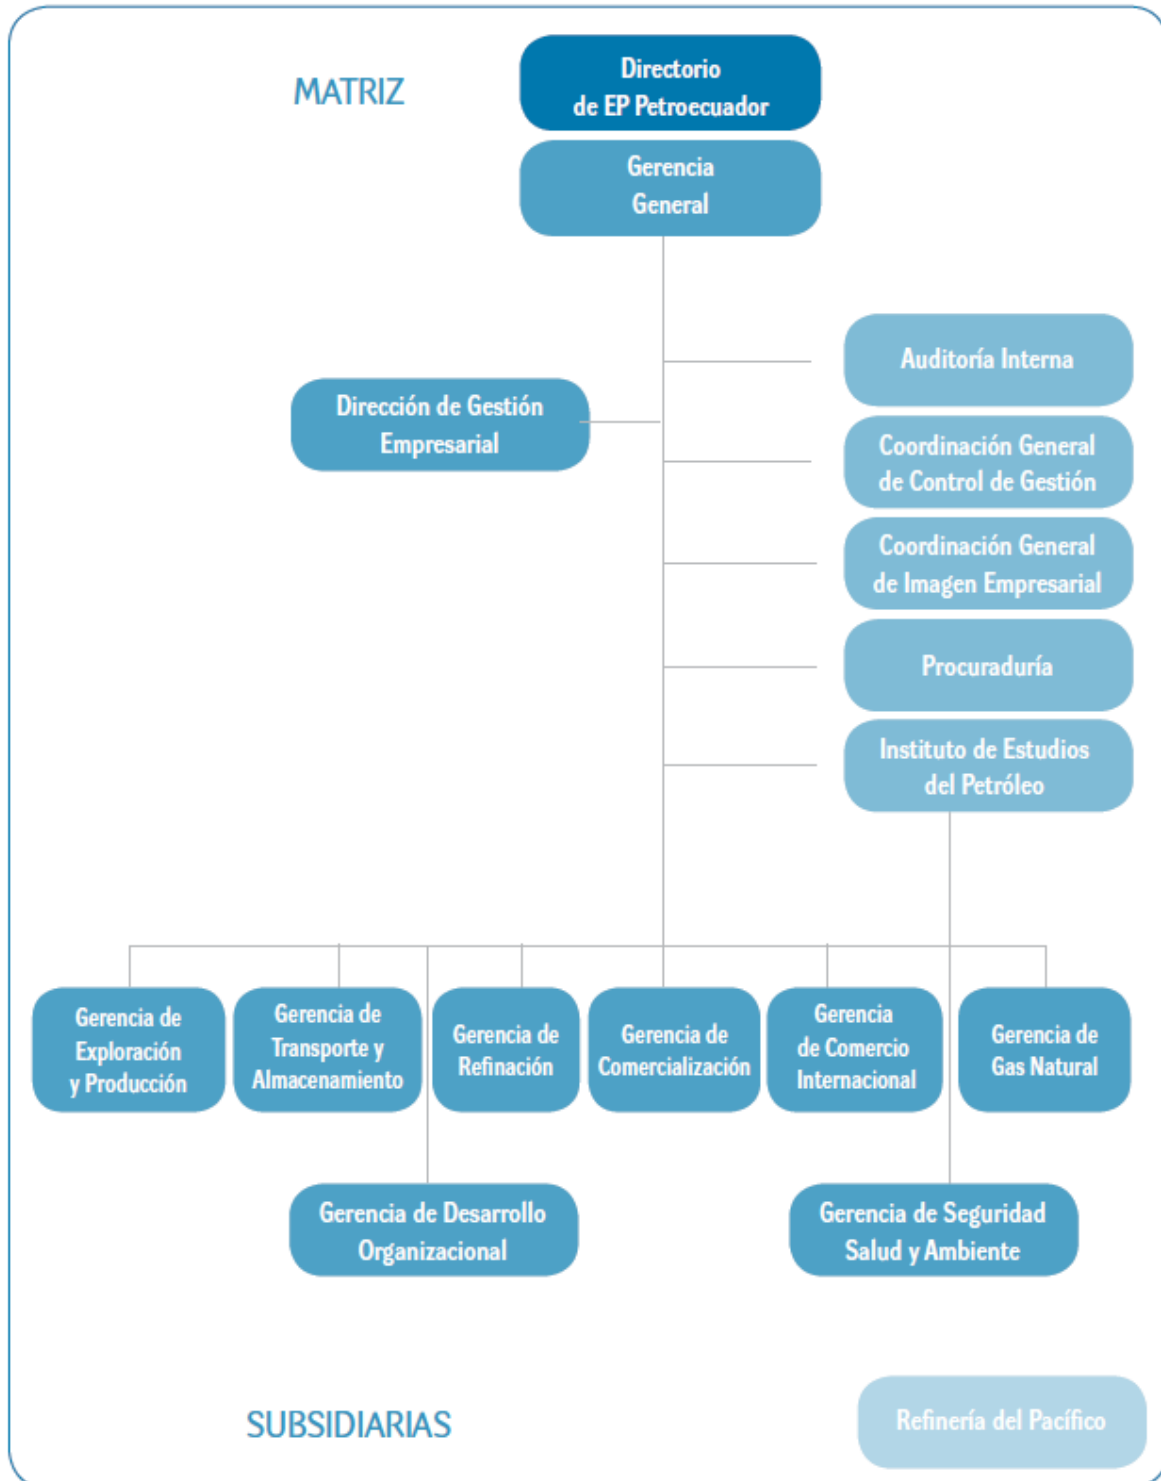 MATRIZ
Directorio
de EP Petroecuador
Gerencia
General
Auditoría Interna
Dirección de Gestión
Empresarial
Coordinación General
de Control de Gestión
Coordinación General
de Imagen Empresarial
Procuraduría
Instituto de Estudios
del Petróleo
Gerencia de
Exploración
y Producción
Gerencia de
Transporte y
Almacenamiento
Gerencia de
Refinación
Gerencia de
Comercialización
Gerencia
de Comercio
Internacional
Gerencia de
Gas Natural
Gerencia de Desarrollo
Organizacional
Gerencia de Seguridad
Salud y Ambiente
SUBSIDIARIAS
Refinería del Pacífico